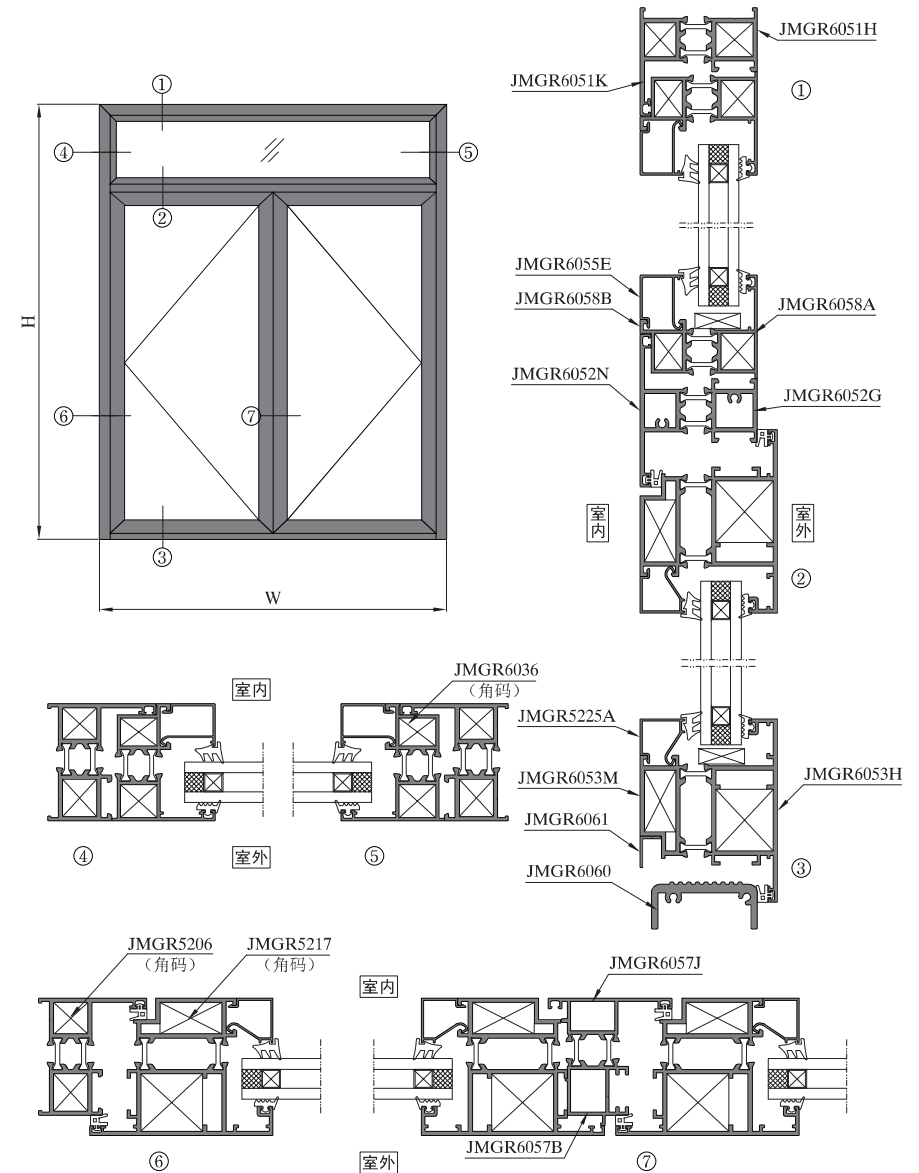 ①
④
⑤
②
H
⑥
⑦
③
W
JMGR6051H
JMGR6051K
①
JMGR6055E
JMGR6058B
JMGR6058A
JMGR6052N
JMGR6052G
室内
室外
②
JMGR5225A
JMGR6053M
JMGR6053H
JMGR6061
JMGR6060
③
室内
JMGR6036
（角码）
④
室外
⑤
JMGR5206
（角码）
JMGR5217
（角码）
⑥
室内
JMGR6057J
JMGR6057B
室外
⑦